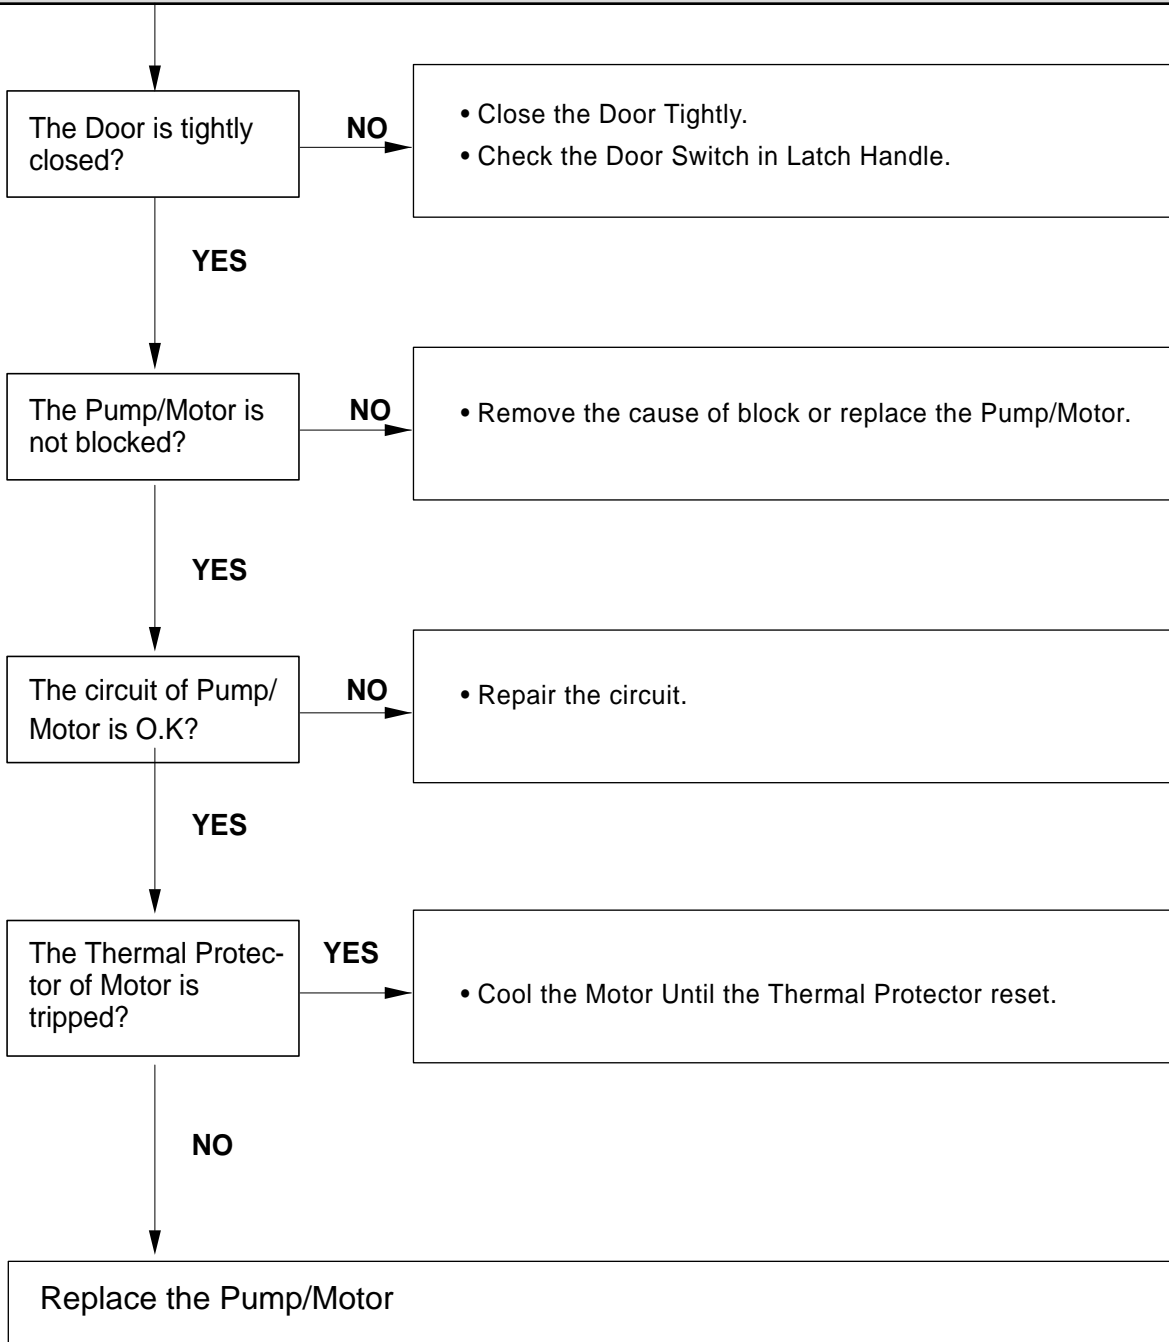 The Door is tightly
closed?
NO
• Close the Door Tightly.
• Check the Door Switch in Latch Handle.
YES
The Pump/Motor is
not blocked?
NO
• Remove the cause of block or replace the Pump/Motor.
YES
The circuit of Pump/
Motor is O.K?
NO
• Repair the circuit.
YES
The Thermal Protec-
tor of Motor is
tripped?
YES
• Cool the Motor Until the Thermal Protector reset.
NO
Replace the Pump/Motor